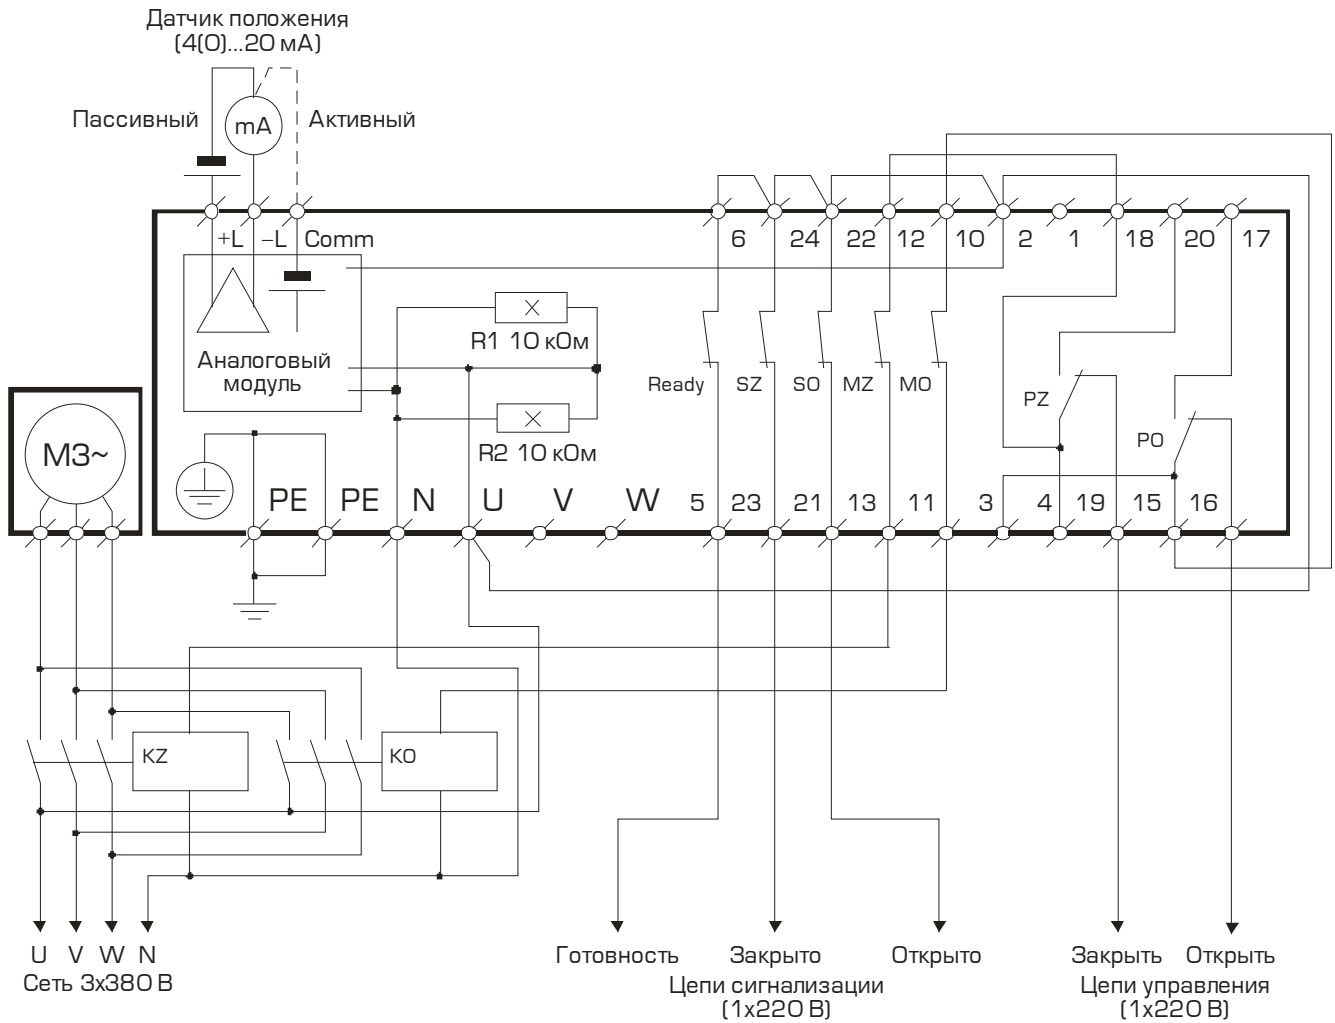 Датчик положения
(4(0)...20 мА)
Пассивный
mA
Активный
+L –L Comm
6 24 22 12 10 2 1 18 20 17
R1 10 кОм
Аналоговый
модуль
Ready SZ SO MZ MO
PZ
PO
R2 10 кОм
M3~
PE PE N U V W 5 23 21 13 11 3 4 19 15 16
KZ
KO
U V W N
Сеть 3х380 В
Готовность
Закрыто
Открыто
Цепи сигнализации
(1х220 В)
Закрыть
Открыть
Цепи управления
(1х220 В)